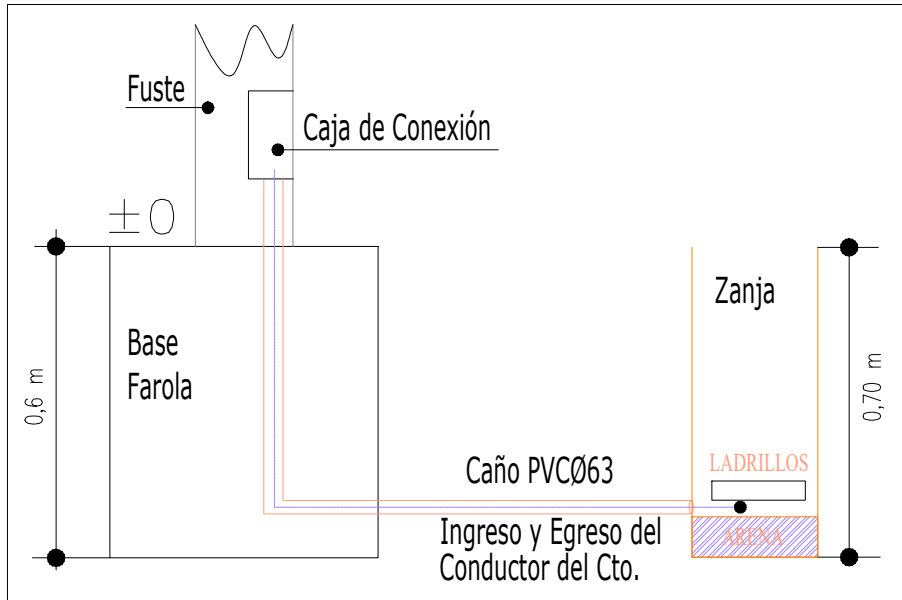 Fuste
Caja de Conexión
±0
Zanja
Base
Farola
0,6 m
0,70 m
LADRILLOS
Caño PVCØ63
ARENA
Ingreso y Egreso del
Conductor del Cto.